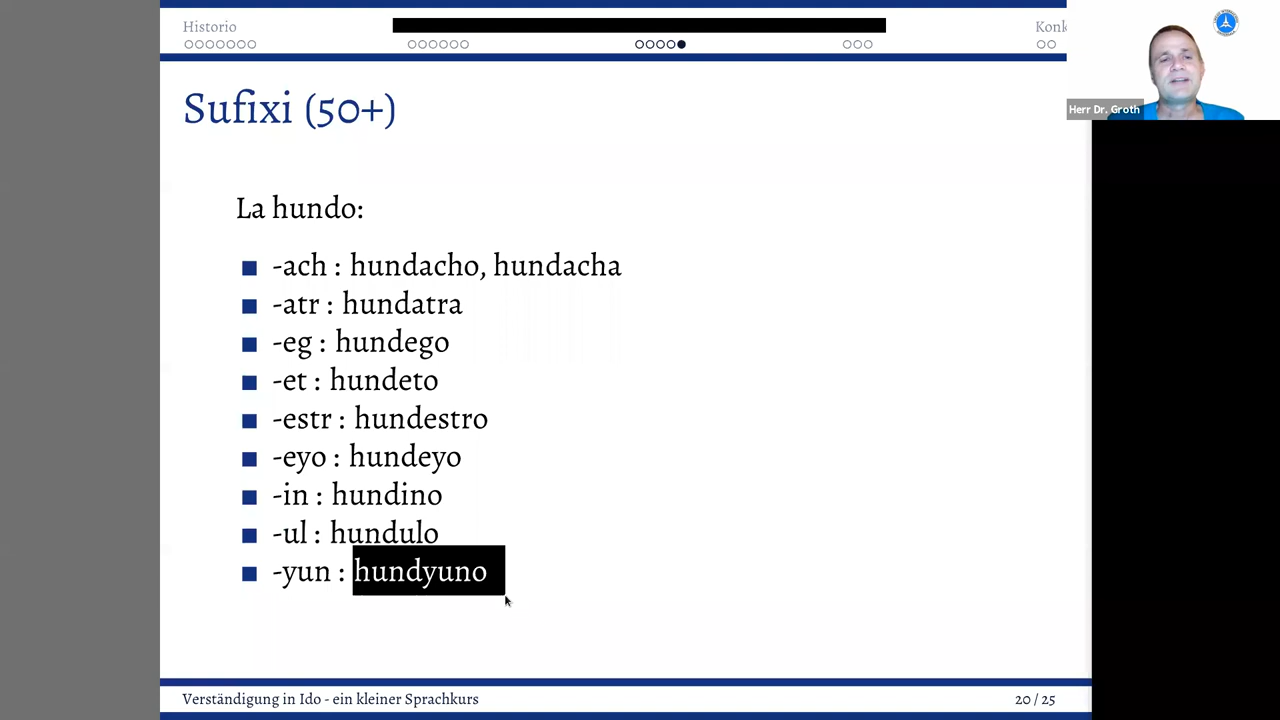 Historio
Konk
Herr Dr. Groth
Sufixi (50+)
La hundo:
-ach : hundacho, hundacha
-atr : hundatra
-eg : hundego
-et : hundeto
-estr : hundestro
-eyo : hundeyo
-in : hundino
-ul : hundulo
-yun : hundyuno
Verständigung in Ido - ein kleiner Sprachkurs
20 / 25